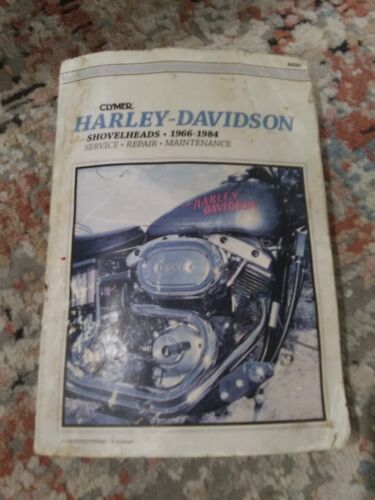 CLYMER
HARLEY-DAVIDSON
SHOVELHEADS • 1966-1984
SERVICE • REPAIR • MAINTENANCE
HARLEY-
DAVIDSON